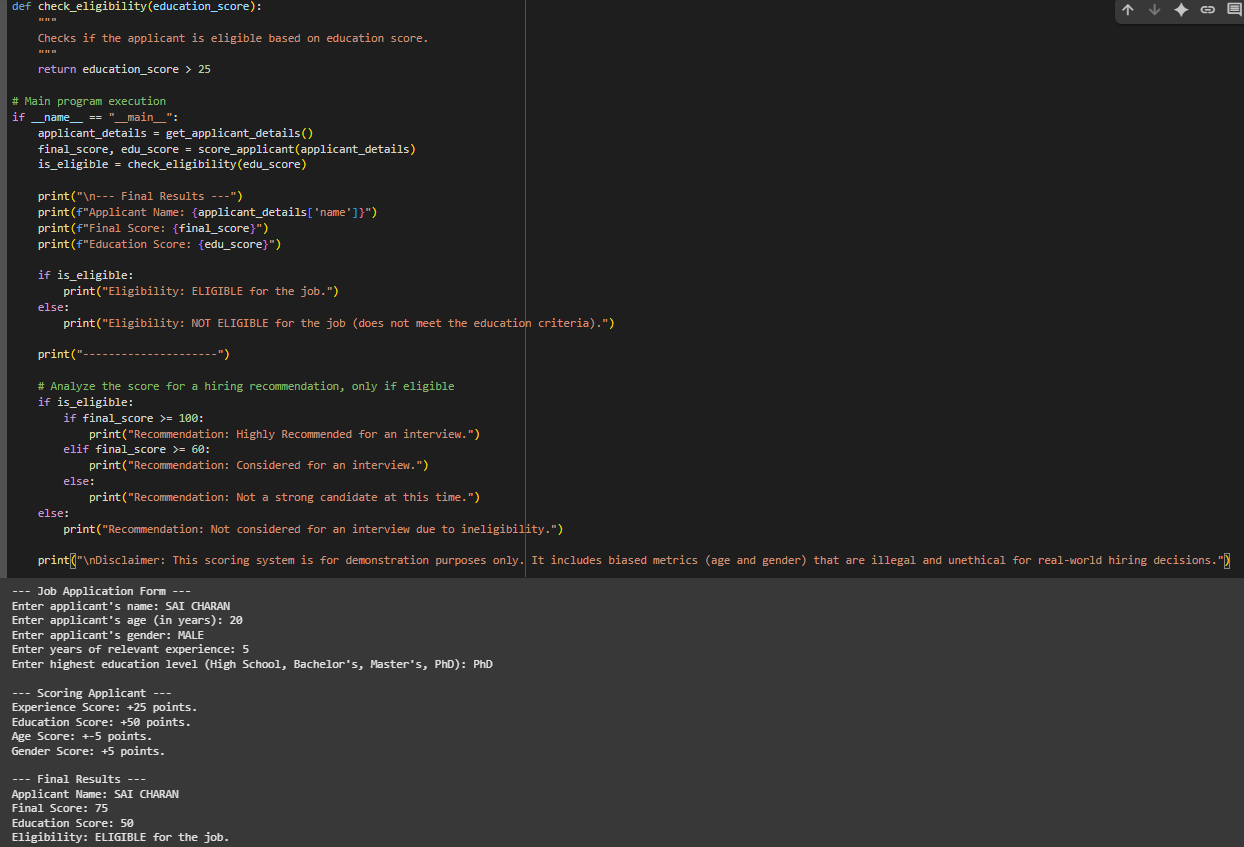 def check_eligibility(education_score):
    """
    Checks if the applicant is eligible based on education score.
    """
    return education_score > 25

# Main program execution
if __name__ == "__main__":
    applicant_details = get_applicant_details()
    final_score, edu_score = score_applicant(applicant_details)
    is_eligible = check_eligibility(edu_score)

    print("\n--- Final Results ---")
    print(f"Applicant Name: {applicant_details['name']}")
    print(f"Final Score: {final_score}")
    print(f"Education Score: {edu_score}")

    if is_eligible:
        print("Eligibility: ELIGIBLE for the job.")
    else:
        print("Eligibility: NOT ELIGIBLE for the job (does not meet the education criteria).")

    print("---------------------")

    # Analyze the score for a hiring recommendation, only if eligible
    if is_eligible:
        if final_score >= 100:
            print("Recommendation: Highly Recommended for an interview.")
        elif final_score >= 60:
            print("Recommendation: Considered for an interview.")
        else:
            print("Recommendation: Not a strong candidate at this time.")
    else:
        print("Recommendation: Not considered for an interview due to ineligibility.")

    print("\nDisclaimer: This scoring system is for demonstration purposes only. It includes biased metrics (age and gender) that are illegal and unethical for real-world hiring decisions.")
--- Job Application Form ---
Enter applicant's name: SAI CHARAN
Enter applicant's age (in years): 20
Enter applicant's gender: MALE
Enter years of relevant experience: 5
Enter highest education level (High School, Bachelor's, Master's, PhD): PhD

--- Scoring Applicant ---
Experience Score: +25 points.
Education Score: +50 points.
Age Score: +-5 points.
Gender Score: +5 points.

--- Final Results ---
Applicant Name: SAI CHARAN
Final Score: 75
Education Score: 50
Eligibility: ELIGIBLE for the job.